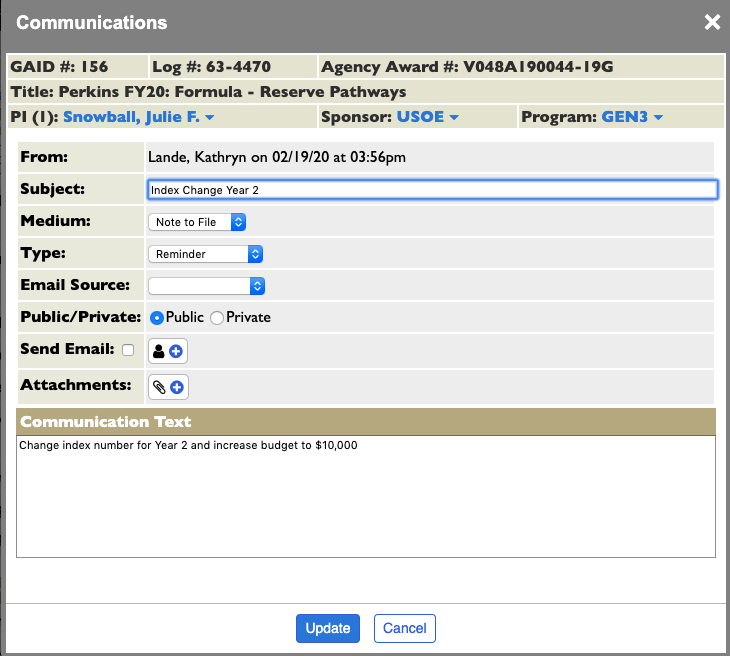 Communications
GAID #: 156 Log #: 63-4470 Agency Award #: V048A190044-19G
Title: Perkins FY20: Formula - Reserve Pathways
PI (1): Snowball, Julie F. Sponsor: USOE Program: GEN3
From: Lande, Kathryn on 02/19/20 at 03:56pm
Subject: Index Change Year 2
Medium: Note to File
Type: Reminder
Email Source:
Public/Private: Public Private
Send Email:
Attachments:
Communication Text
Change index number for Year 2 and increase budget to $10,000
Update Cancel